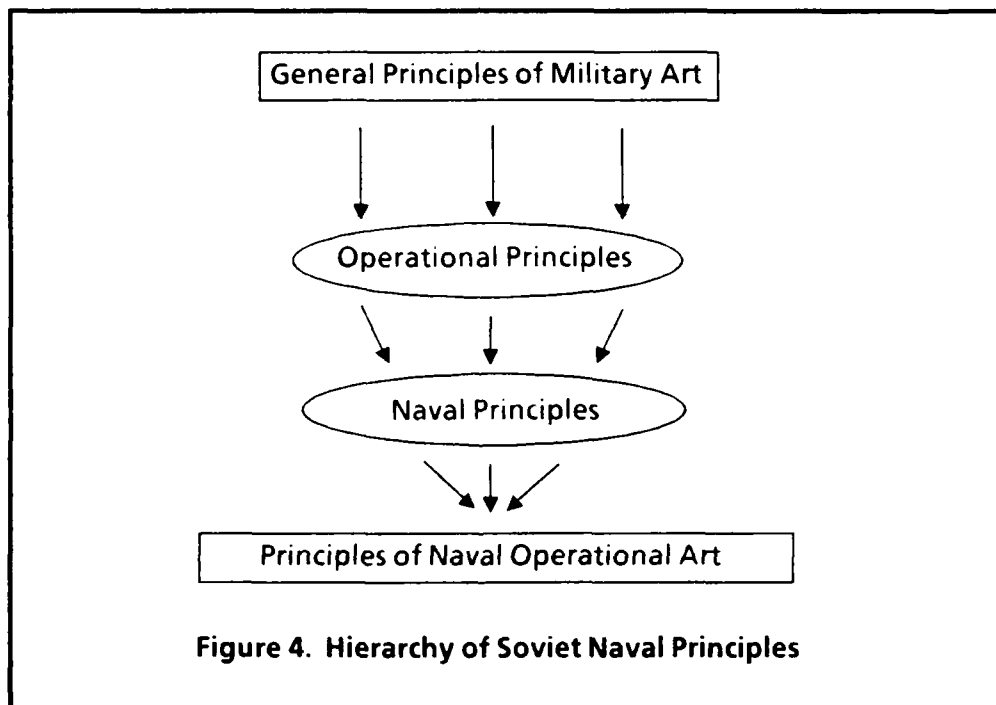 General Principles of Military Art
Operational Principles
Naval Principles
Principles of Naval Operational Art
Figure 4. Hierarchy of Soviet Naval Principles